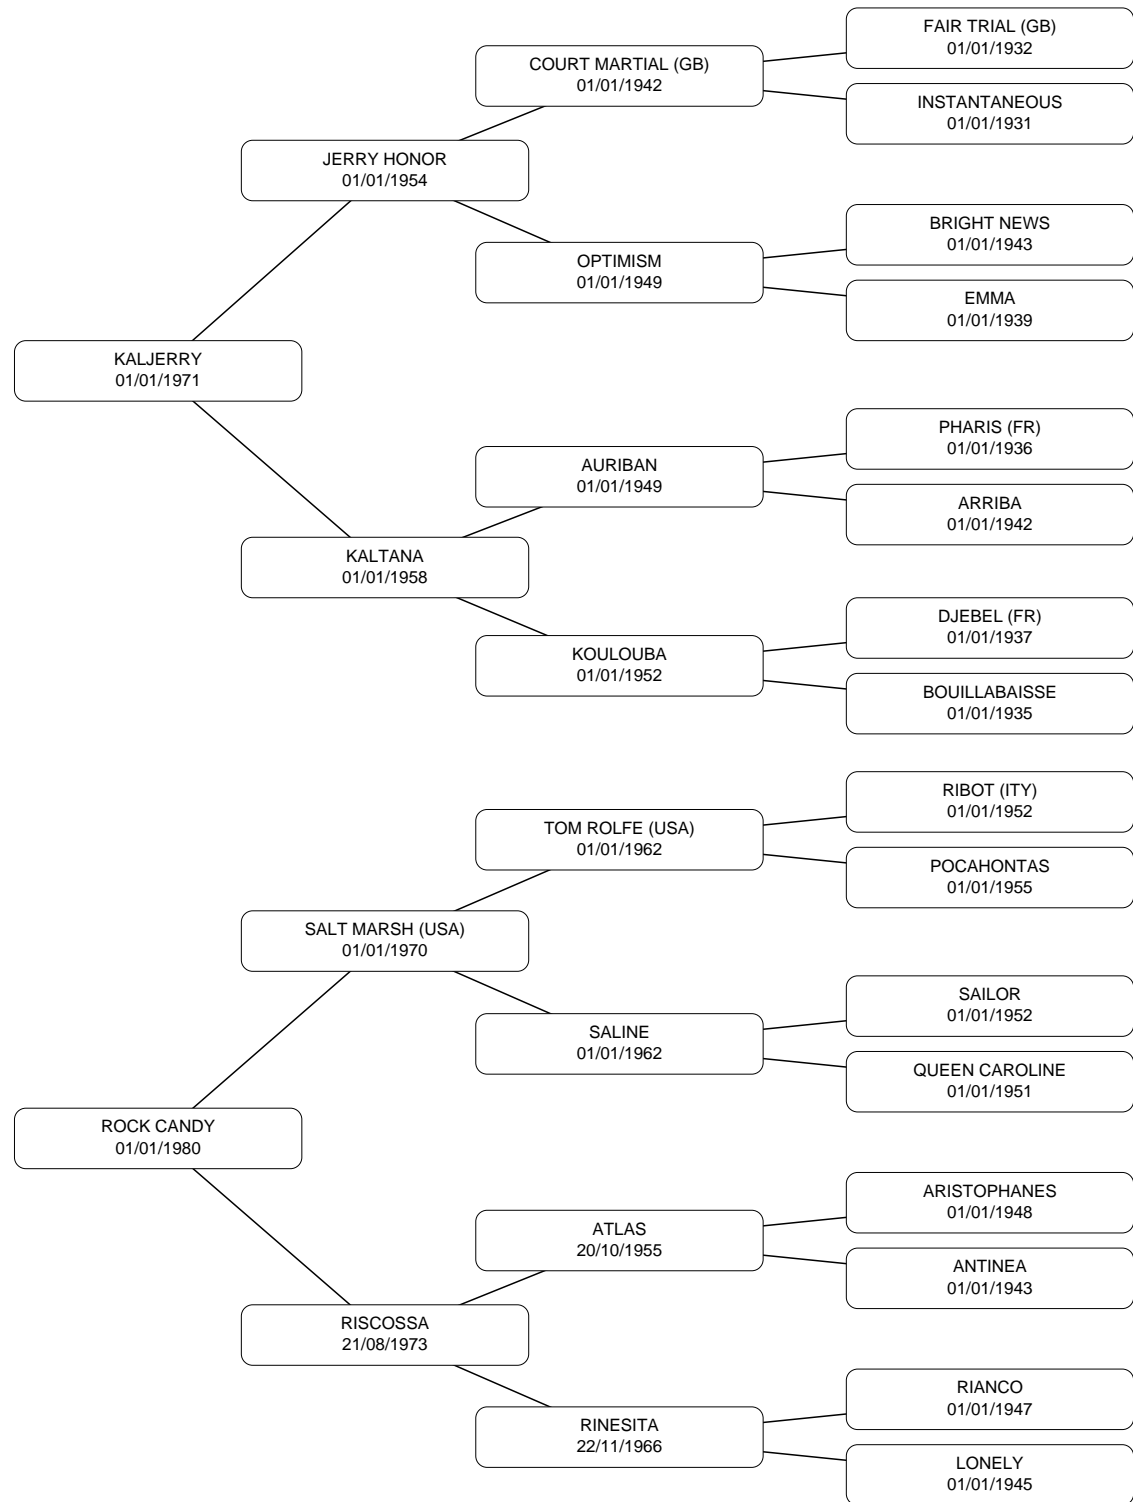 FAIR TRIAL (GB)
01/01/1932
COURT MARTIAL (GB)
01/01/1942
INSTANTANEOUS
01/01/1931
JERRY HONOR
01/01/1954
BRIGHT NEWS
01/01/1943
OPTIMISM
01/01/1949
EMMA
01/01/1939
KALJERRY
01/01/1971
PHARIS (FR)
01/01/1936
AURIBAN
01/01/1949
ARRIBA
01/01/1942
KALTANA
01/01/1958
DJEBEL (FR)
01/01/1937
KOULOUBA
01/01/1952
BOUILLABAISSE
01/01/1935
RIBOT (ITY)
01/01/1952
TOM ROLFE (USA)
01/01/1962
POCAHONTAS
01/01/1955
SALT MARSH (USA)
01/01/1970
SAILOR
01/01/1952
SALINE
01/01/1962
QUEEN CAROLINE
01/01/1951
ROCK CANDY
01/01/1980
ARISTOPHANES
01/01/1948
ATLAS
20/10/1955
ANTINEA
01/01/1943
RISCOSSA
21/08/1973
RIANCO
01/01/1947
RINESITA
22/11/1966
LONELY
01/01/1945